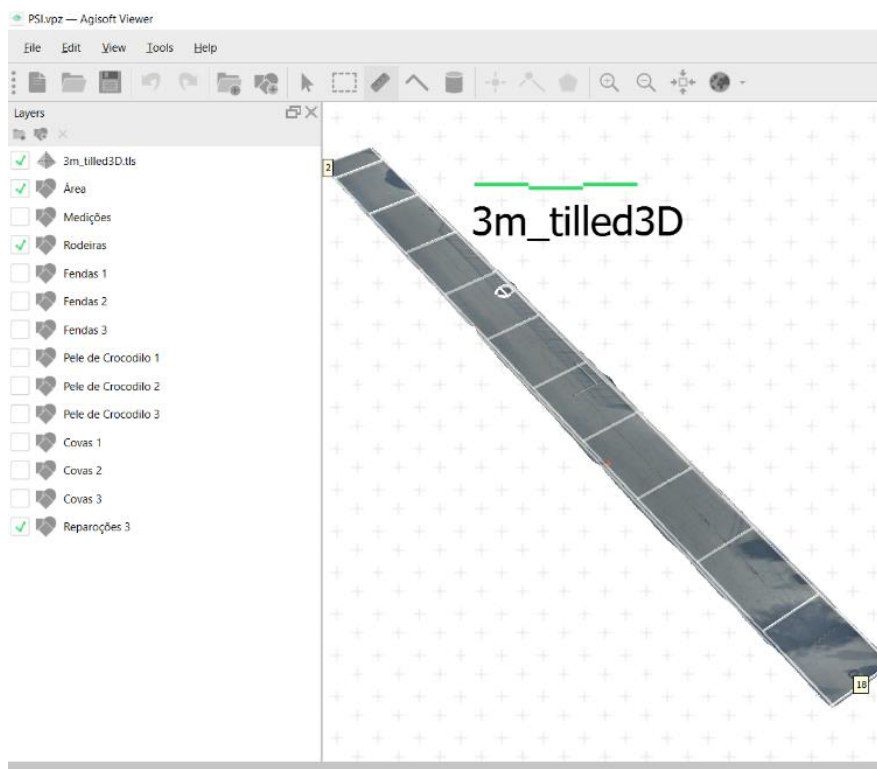 PSI.vpz — Agisoft Viewer
File Edit View Tools Help
Layers
3m_tilled3D.tls
Área
Medições
Rodeiras
Fendas 1
Fendas 2
Fendas 3
Pele de Crocodilo 1
Pele de Crocodilo 2
Pele de Crocodilo 3
Covas 1
Covas 2
Covas 3
Reparoções 3
2
3m_tilled3D
18